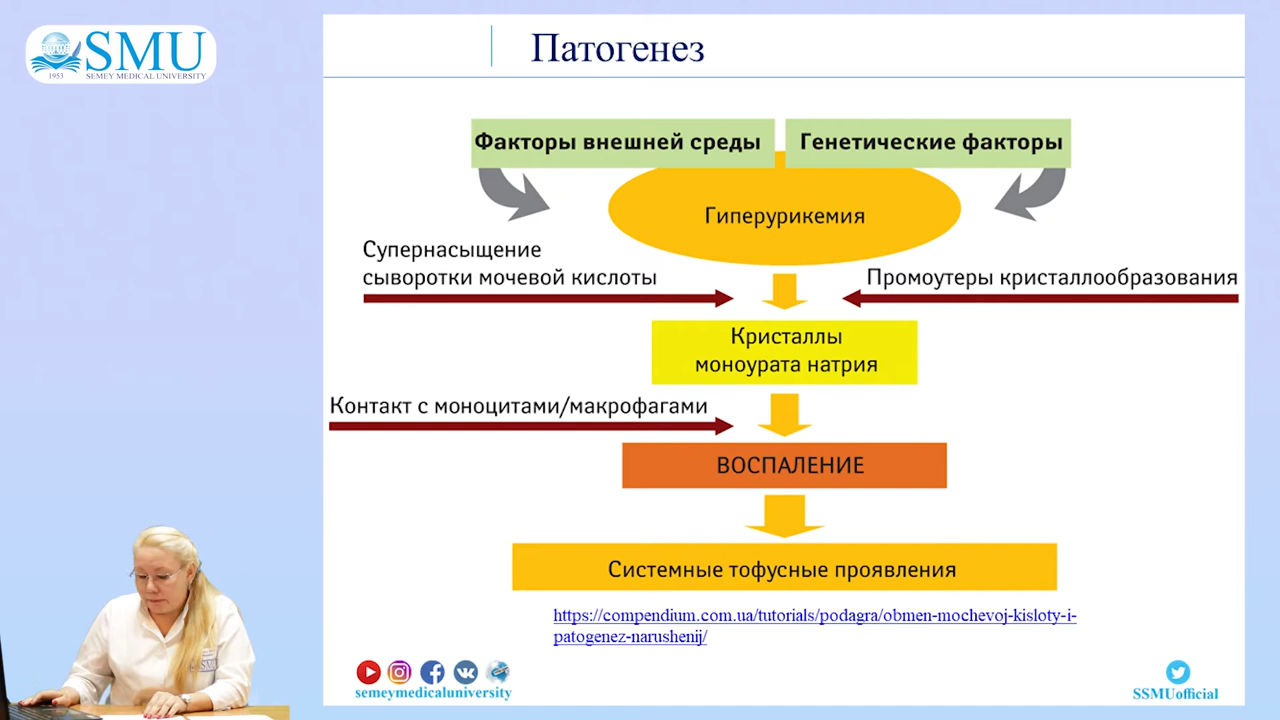 SMU
SEMEY MEDICAL UNIVERSITY
1953
Патогенез
Факторы внешней среды
Генетические факторы
Гиперурикемия
Супернасыщение
сыворотки мочевой кислоты
Промоутеры кристаллообразования
Кристаллы
моноурата натрия
Контакт с моноцитами/макрофагами
ВОСПАЛЕНИЕ
Системные тофусные проявления
https://compendium.com.ua/tutorials/podagra/obmen-mochevoj-kisloty-i-
patogenez-narushenij/
semeymedicaluniversity
SSMUofficial
SMU